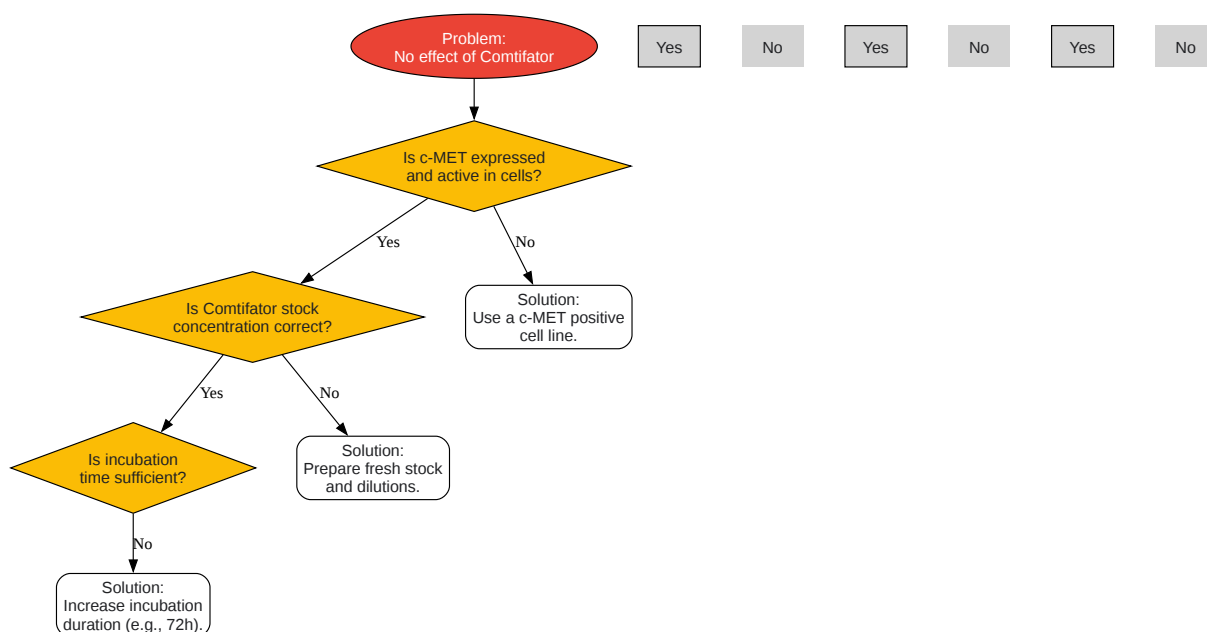 Problem:
No effect of Comtifator
Yes
No
Yes
No
Yes
No
Is c-MET expressed
and active in cells?
Yes
No
Is Comtifator stock
concentration correct?
Solution:
Use a c-MET positive
cell line.
Yes
No
Is incubation
time sufficient?
Solution:
Prepare fresh stock
and dilutions.
No
Solution:
Increase incubation
duration (e.g., 72h).